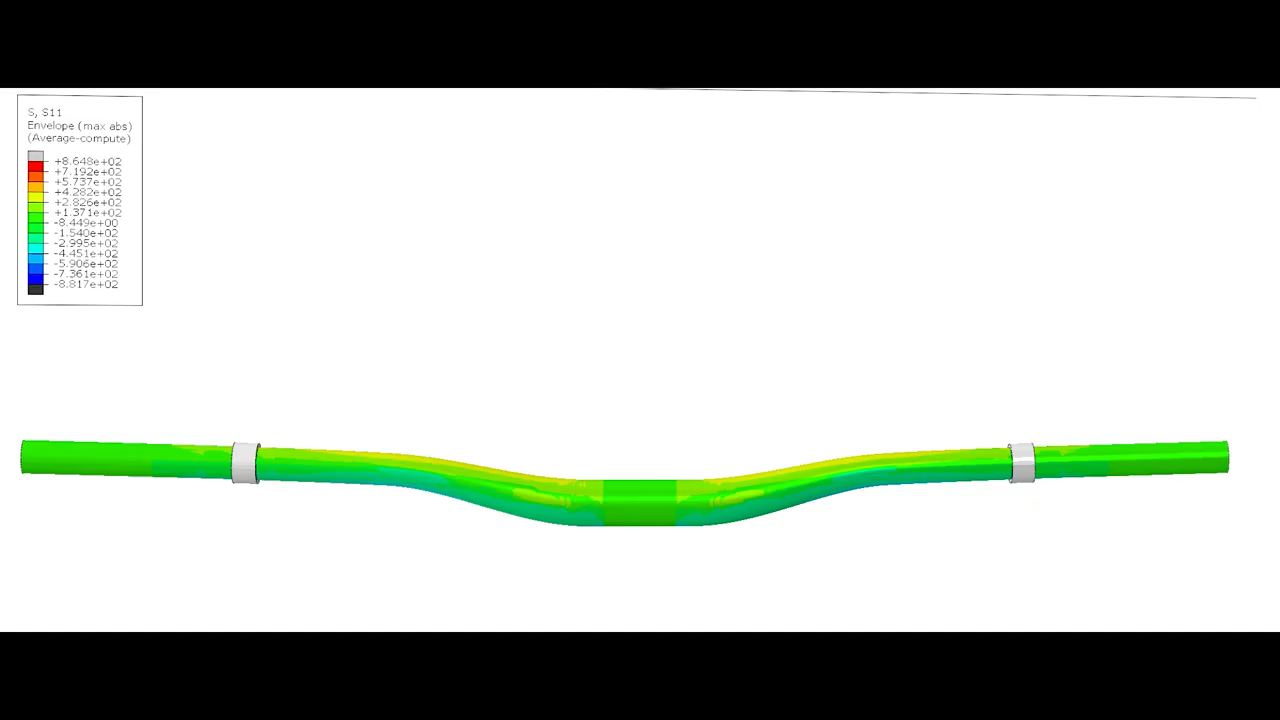 S, S11
Envelope (max abs)
(Average-compute)
+8.648e+02
+7.192e+02
+5.737e+02
+4.282e+02
+2.826e+02
+1.371e+02
-8.449e+00
-1.540e+02
-2.995e+02
-4.451e+02
-5.906e+02
-7.361e+02
-8.817e+02